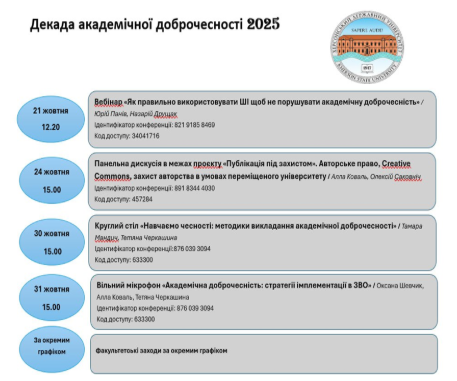 Декада академічної доброчесності 2025
SAPERE AUDE!
ХЕРСОНСЬКИЙ ДЕРЖАВНИЙ УНІВЕРСИТЕТ
1917
KHERSON STATE UNIVERSITY
21 жовтня
12.20
Вебінар «Як правильно використовувати ШІ щоб не порушувати академічну доброчесність» /
Юрій Панів, Назарій Друщак
Ідентифікатор конференції: 821 9185 8469
Код доступу: 34041716
24 жовтня
15.00
Панельна дискусія в межах проєкту «Публікація під захистом». Авторське право, Creative
Commons, захист авторства в умовах переміщеного університету / Алла Коваль, Олексій
Ідентифікатор конференції: 891 8344 4030
Код доступу: 457284
30 жовтня
15.00
Круглий стіл «Навчаємо чесності: методики викладання академічної доброчесності» / Тамара
Мандич, Тетяна Черкашина
Ідентифікатор конференції:876 039 3094
Код доступу: 633300
31 жовтня
15.00
Вільний мікрофон «Академічна доброчесність: стратегії імплементації в ЗВО» / Оксана Шевчик,
Алла Коваль, Тетяна Черкашина
Ідентифікатор конференції: 876 039 3094
Код доступу: 633300
За окремим
графіком
Факультетські заходи за окремим графіком